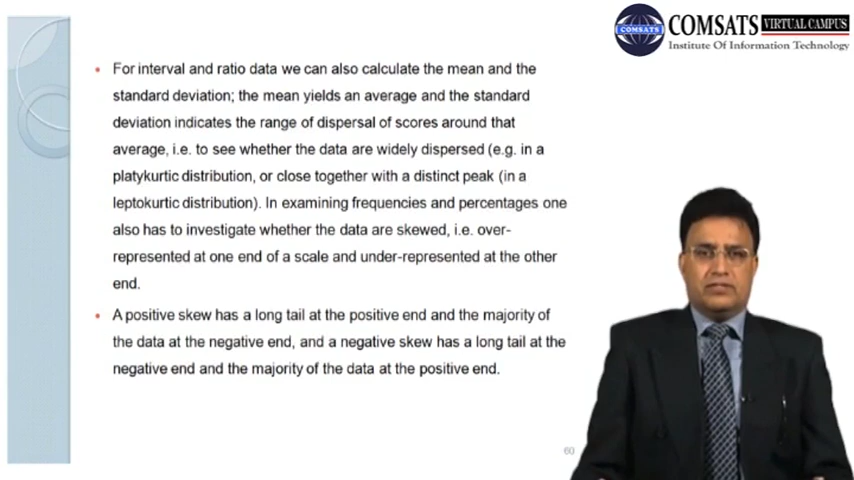 COMSATS VIRTUAL CAMPUS
COMSATS
Institute Of Information Technology
• For interval and ratio data we can also calculate the mean and the
standard deviation; the mean yields an average and the standard
deviation indicates the range of dispersal of scores around that
average, i.e. to see whether the data are widely dispersed (e.g. in a
platykurtic distribution, or close together with a distinct peak (in a
leptokurtic distribution). In examining frequencies and percentages one
also has to investigate whether the data are skewed, i.e. over-
represented at one end of a scale and under-represented at the other
end.
• A positive skew has a long tail at the positive end and the majority of
the data at the negative end, and a negative skew has a long tail at the
negative end and the majority of the data at the positive end.
60